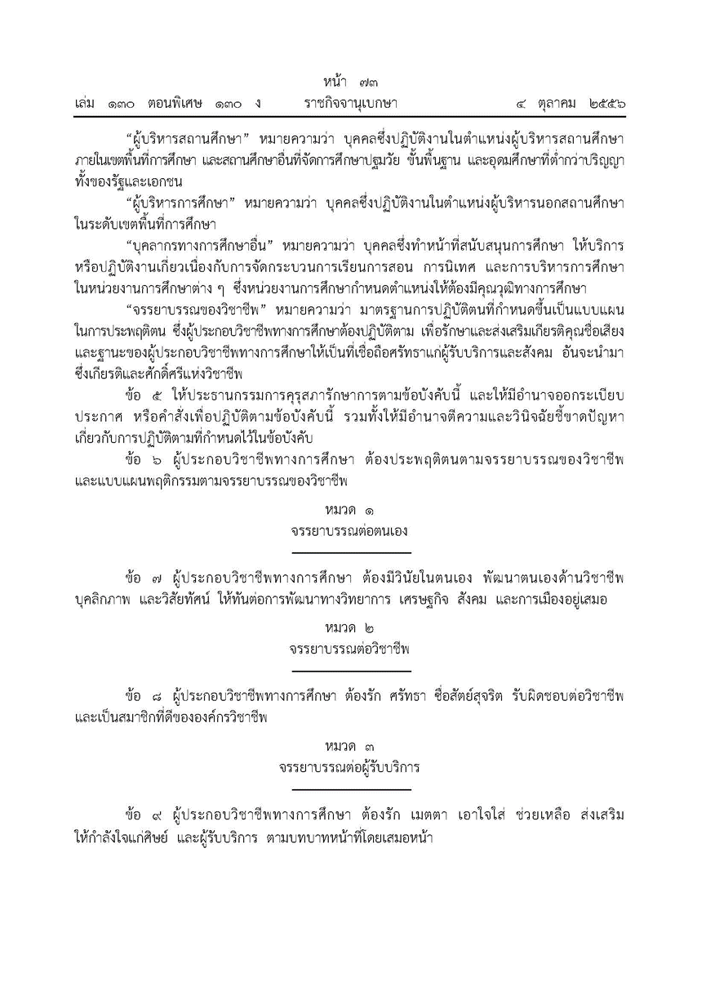 หน้า ๗๓
เล่ม ๑๓๐ ตอนพิเศษ ๑๓๐ ง ราชกิจจานุเบกษา ๔ ตุลาคม ๒๕๕๖
“ผู้บริหารสถานศึกษา” หมายความว่า บุคคลซึ่งปฏิบัติงานในตำแหน่งผู้บริหารสถานศึกษา
ภายในเขตพื้นที่การศึกษา และสถานศึกษาอื่นที่จัดการศึกษาปฐมวัย ขั้นพื้นฐาน และอุดมศึกษาที่ต่ำกว่าปริญญา
ทั้งของรัฐและเอกชน
“ผู้บริหารการศึกษา” หมายความว่า บุคคลซึ่งปฏิบัติงานในตำแหน่งผู้บริหารนอกสถานศึกษา
ในระดับเขตพื้นที่การศึกษา
“บุคลากรทางการศึกษาอื่น” หมายความว่า บุคคลซึ่งทำหน้าที่สนับสนุนการศึกษา ให้บริการ
หรือปฏิบัติงานเกี่ยวเนื่องกับการจัดกระบวนการเรียนการสอน การนิเทศ และการบริหารการศึกษา
ในหน่วยงานการศึกษาต่าง ๆ ซึ่งหน่วยงานการศึกษากำหนดตำแหน่งให้ต้องมีคุณวุฒิทางการศึกษา
“จรรยาบรรณของวิชาชีพ” หมายความว่า มาตรฐานการปฏิบัติตนที่กำหนดขึ้นเป็นแบบแผน
ในการประพฤติตน ซึ่งผู้ประกอบวิชาชีพทางการศึกษาต้องปฏิบัติตาม เพื่อรักษาและส่งเสริมเกียรติคุณชื่อเสียง
และฐานะของผู้ประกอบวิชาชีพทางการศึกษาให้เป็นที่เชื่อถือศรัทธาแก่ผู้รับบริการและสังคม อันจะนำมา
ซึ่งเกียรติและศักดิ์ศรีแห่งวิชาชีพ
ข้อ ๕ ให้ประธานกรรมการคุรุสภารักษาการตามข้อบังคับนี้ และให้มีอำนาจออกระเบียบ
ประกาศ หรือคำสั่งเพื่อปฏิบัติตามข้อบังคับนี้ รวมทั้งให้มีอำนาจตีความและวินิจฉัยชี้ขาดปัญหา
เกี่ยวกับการปฏิบัติตามที่กำหนดไว้ในข้อบังคับ
ข้อ ๖ ผู้ประกอบวิชาชีพทางการศึกษา ต้องประพฤติตนตามจรรยาบรรณของวิชาชีพ
และแบบแผนพฤติกรรมตามจรรยาบรรณของวิชาชีพ
หมวด ๑
จรรยาบรรณต่อตนเอง
ข้อ ๗ ผู้ประกอบวิชาชีพทางการศึกษา ต้องมีวินัยในตนเอง พัฒนาตนเองด้านวิชาชีพ
บุคลิกภาพ และวิสัยทัศน์ ให้ทันต่อการพัฒนาทางวิทยาการ เศรษฐกิจ สังคม และการเมืองอยู่เสมอ
หมวด ๒
จรรยาบรรณต่อวิชาชีพ
ข้อ ๘ ผู้ประกอบวิชาชีพทางการศึกษา ต้องรัก ศรัทธา ซื่อสัตย์สุจริต รับผิดชอบต่อวิชาชีพ
และเป็นสมาชิกที่ดีขององค์กรวิชาชีพ
หมวด ๓
จรรยาบรรณต่อผู้รับบริการ
ข้อ ๙ ผู้ประกอบวิชาชีพทางการศึกษา ต้องรัก เมตตา เอาใจใส่ ช่วยเหลือ ส่งเสริม
ให้กำลังใจแก่ศิษย์ และผู้รับบริการ ตามบทบาทหน้าที่โดยเสมอหน้า